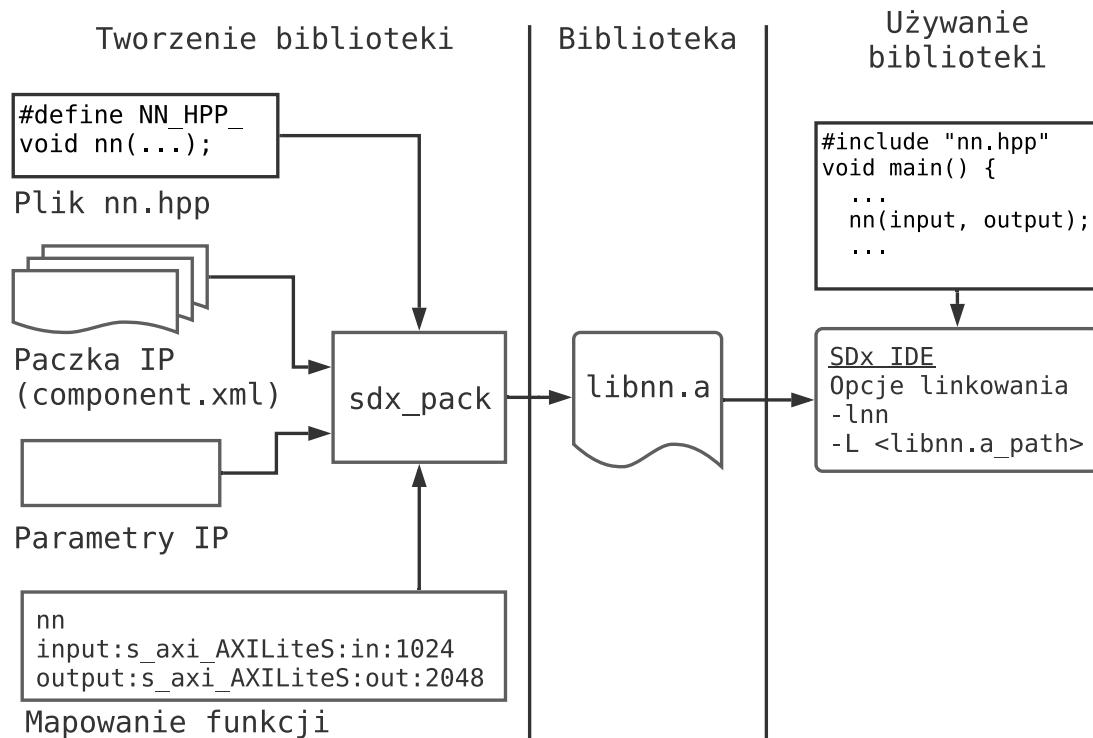 Tworzenie biblioteki
Biblioteka
Używanie
biblioteki
#define NN_HPP_
void nn(...);
Plik nn.hpp
Paczka IP
(component.xml)
Parametry IP
nn
input:s_axi_AXILiteS:in:1024
output:s_axi_AXILiteS:out:2048
Mapowanie funkcji
sdx_pack
libnn.a
#include "nn.hpp"
void main() {
...
nn(input, output);
...
SDx IDE
Opcje linkowania
-lnn
-L <libnn.a_path>